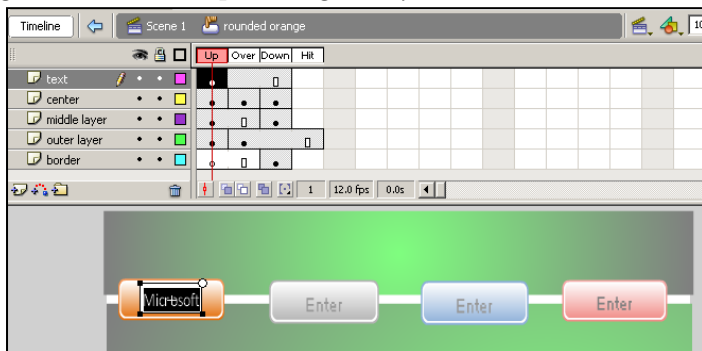 Timeline Scene 1 rounded orange 10
Up Over Down Hit
text
center
middle layer
outer layer
border
1 12.0 fps 0.0s
Microsoft Enter Enter Enter